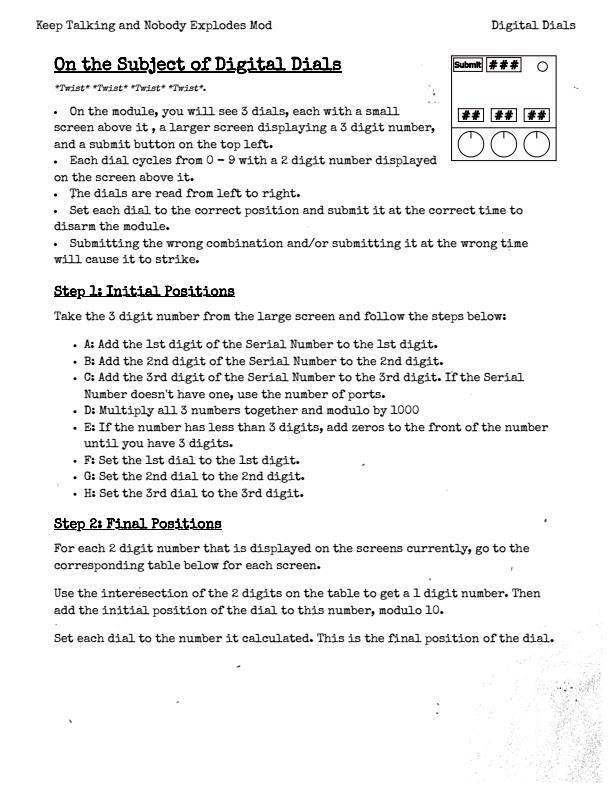 Keep Talking and Nobody Explodes Mod
Digital Dials
On the Subject of Digital Dials
*Twist* *Twist* *Twist* *Twist*.
Submit
###
##
##
##
• On the module, you will see 3 dials, each with a small
screen above it , a larger screen displaying a 3 digit number,
and a submit button on the top left.
• Each dial cycles from 0 - 9 with a 2 digit number displayed
on the screen above it.
• The dials are read from left to right.
• Set each dial to the correct position and submit it at the correct time to
disarm the module.
• Submitting the wrong combination and/or submitting it at the wrong time
will cause it to strike.
Step 1: Initial Positions
Take the 3 digit number from the large screen and follow the steps below:
• A: Add the 1st digit of the Serial Number to the 1st digit.
• B: Add the 2nd digit of the Serial Number to the 2nd digit.
• C: Add the 3rd digit of the Serial Number to the 3rd digit. If the Serial
Number doesn't have one, use the number of ports.
• D: Multiply all 3 numbers together and modulo by 1000
• E: If the number has less than 3 digits, add zeros to the front of the number
until you have 3 digits.
• F: Set the 1st dial to the 1st digit.
• G: Set the 2nd dial to the 2nd digit.
• H: Set the 3rd dial to the 3rd digit.
Step 2: Final Positions
For each 2 digit number that is displayed on the screens currently, go to the
corresponding table below for each screen.
Use the intersection of the 2 digits on the table to get a 1 digit number. Then
add the initial position of the dial to this number, modulo 10.
Set each dial to the number it calculated. This is the final position of the dial.